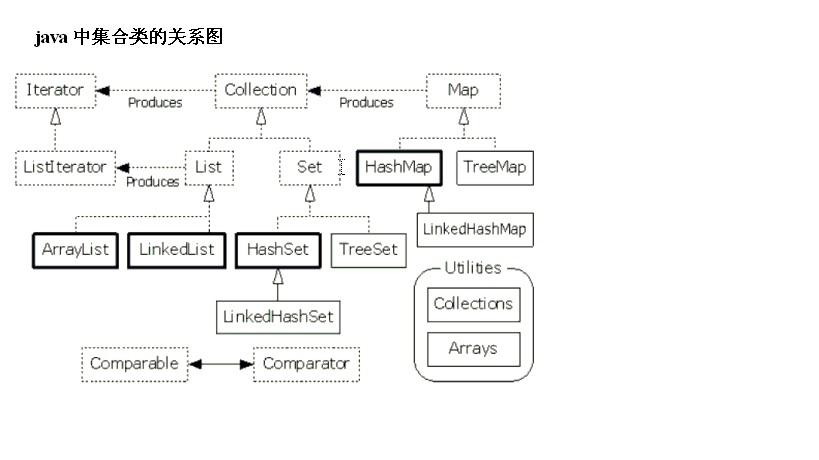 java 中集合类的关系图
Iterator
Produces
Collection
Produces
Map
ListIterator
Produces
List
Set
HashMap
TreeMap
LinkedHashMap
ArrayList
LinkedList
HashSet
TreeSet
Utilities
Collections
Arrays
LinkedHashSet
Comparable
Comparator